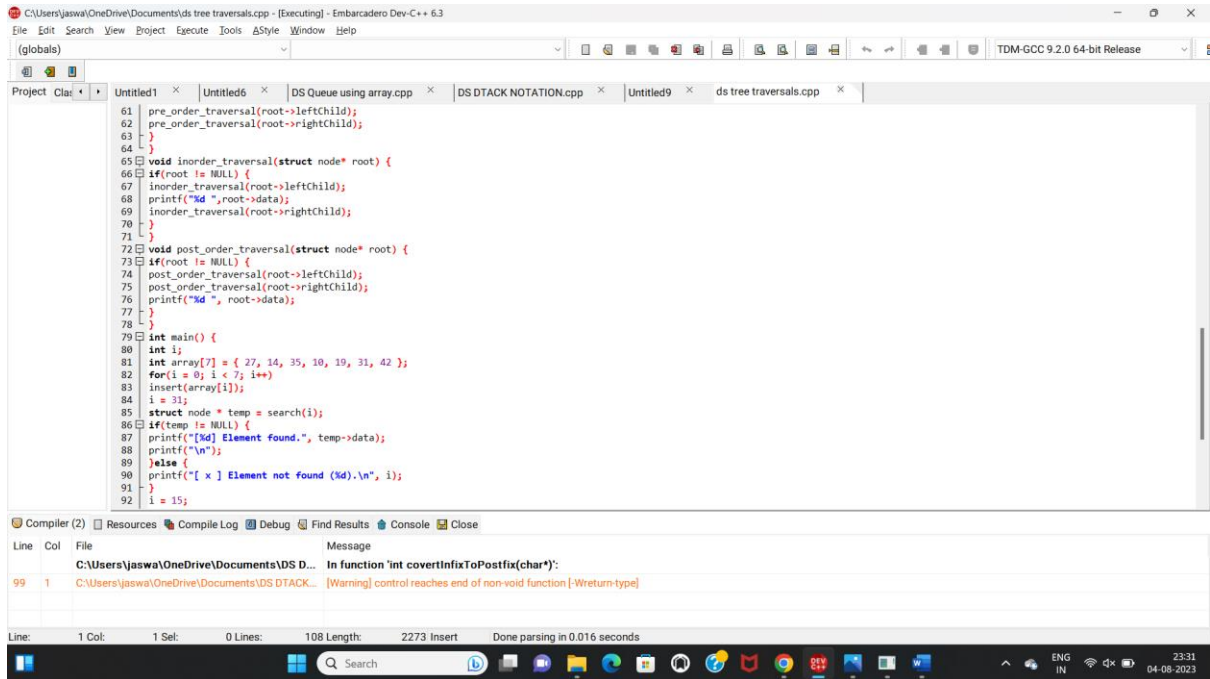 C:\Users\jaswa\OneDrive\Documents\ds tree traversals.cpp - [Executing] - Embarcadero Dev-C++ 6.3
File Edit Search View Project Execute Tools AStyle Window Help
(globals)
TDM-GCC 9.2.0 64-bit Release
Project Clas Untitled1 Untitled6 DS Queue using array.cpp DS DTACK NOTATION.cpp Untitled9 ds tree traversals.cpp
61 pre_order_traversal(root->leftChild);
62 pre_order_traversal(root->rightChild);
63 }
64 }
65 void inorder_traversal(struct node* root) {
66 if(root != NULL) {
67 inorder_traversal(root->leftChild);
68 printf("%d ",root->data);
69 inorder_traversal(root->rightChild);
70 }
71 }
72 void post_order_traversal(struct node* root) {
73 if(root != NULL) {
74 post_order_traversal(root->leftChild);
75 post_order_traversal(root->rightChild);
76 printf("%d ", root->data);
77 }
78 }
79 int main() {
80 int i;
81 int array[7] = { 27, 14, 35, 10, 19, 31, 42 };
82 for(i = 0; i < 7; i++)
83 insert(array[i]);
84 i = 31;
85 struct node * temp = search(i);
86 if(temp != NULL) {
87 printf("[%d] Element found.", temp->data);
88 printf("\n");
89 }else {
90 printf("[ x ] Element not found (%d).\n", i);
91 }
92 i = 15;
Compiler (2) Resources Compile Log Debug Find Results Console Close
Line Col File Message
C:\Users\jaswa\OneDrive\Documents\DS D... In function 'int covertInfixToPostfix(char*)':
99 1 C:\Users\jaswa\OneDrive\Documents\DS DTACK... [Warning] control reaches end of non-void function [-Wreturn-type]
Line: 1 Col: 1 Sel: 0 Lines: 108 Length: 2273 Insert Done parsing in 0.016 seconds
Search ENG 23:31
IN 04-08-2023